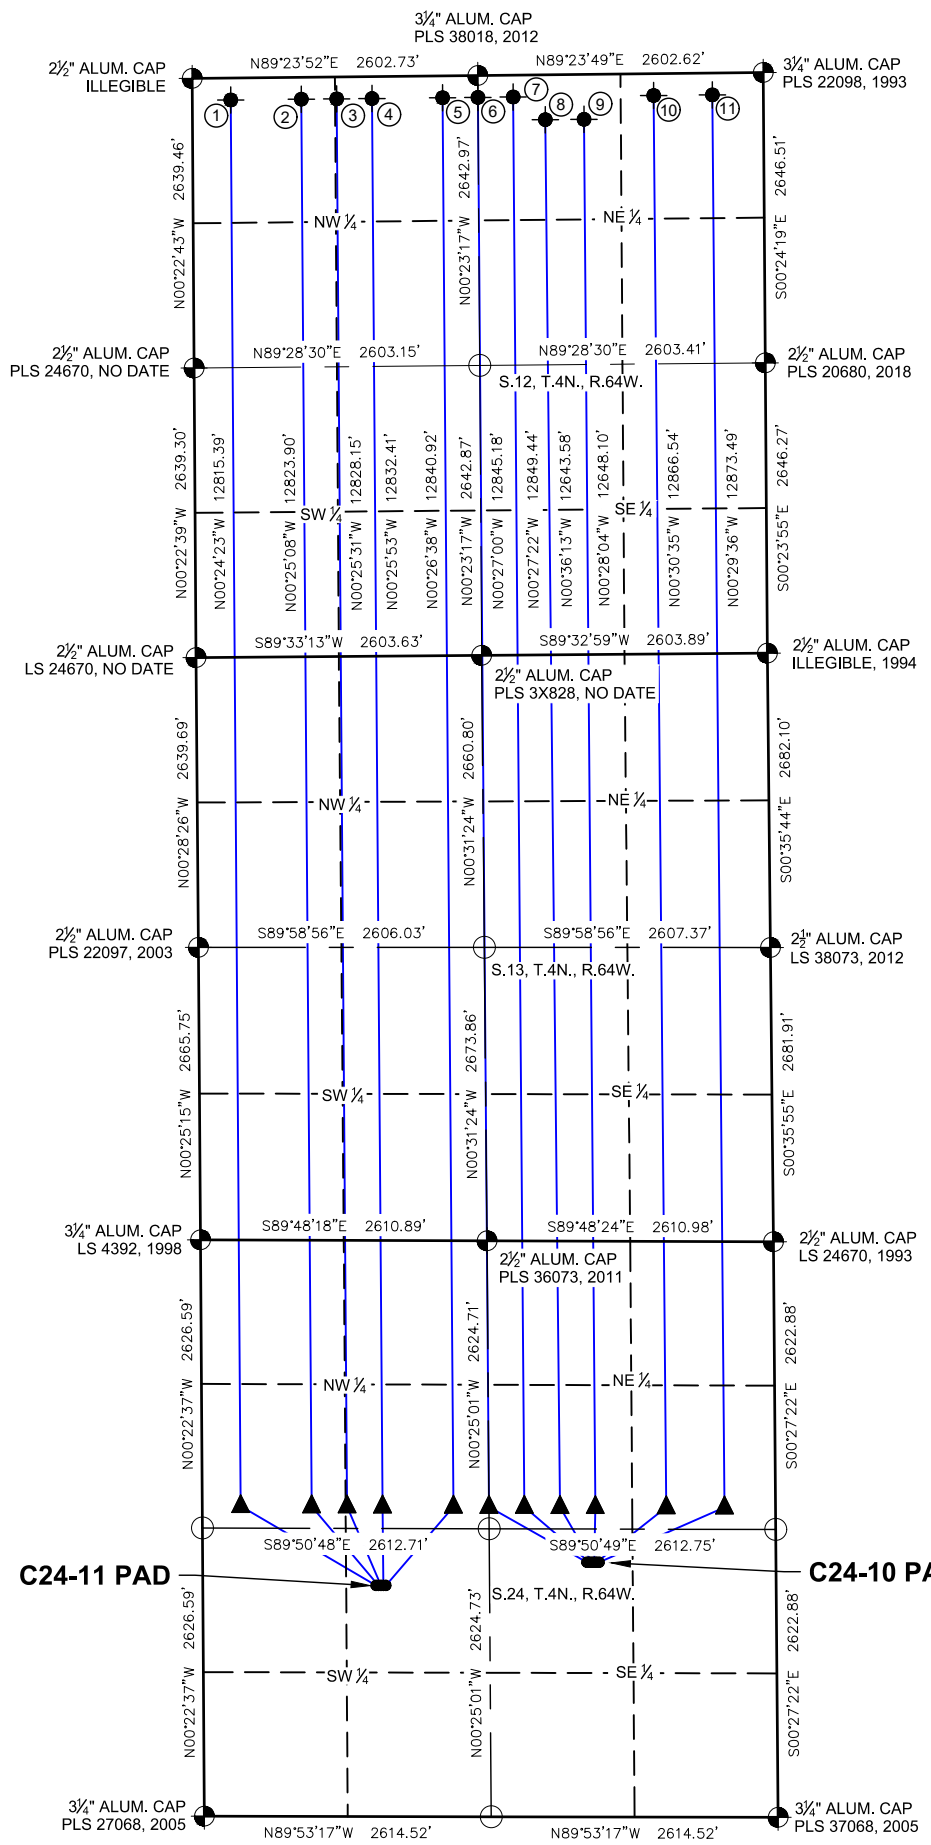 3¼" ALUM. CAP
PLS 38018, 2012
2½" ALUM. CAP
ILLEGIBLE
N89°23'52"E 2602.73'
N89°23'49"E 2602.62'
3¼" ALUM. CAP
PLS 22098, 1993
1
2
3
4
5
6
7
8
9
10
11
N00°22'43"W 2639.46'
N00°23'17"W 2642.97'
S00°24'19"E 2646.51'
NW ¼
NE ¼
2½" ALUM. CAP
PLS 24670, NO DATE
N89°28'30"E 2603.15'
N89°28'30"E 2603.41'
2½" ALUM. CAP
PLS 20680, 2018
S.12, T.4N., R.64W.
N00°22'39"W 2639.30'
N00°24'23"W 12815.39'
N00°25'08"W 12823.90'
N00°25'31"W 12828.15'
N00°25'53"W 12832.41'
N00°26'38"W 12840.92'
N00°23'17"W 2642.87'
N00°27'00"W 12845.18'
N00°27'22"W 12849.44'
N00°36'13"W 12643.58'
N00°28'04"W 12648.10'
N00°30'35"W 12866.54'
N00°29'36"W 12873.49'
S00°23'55"E 2646.27'
SW ¼
SE ¼
2½" ALUM. CAP
LS 24670, NO DATE
S89°33'13"W 2603.63'
S89°32'59"W 2603.89'
2½" ALUM. CAP
ILLEGIBLE, 1994
2½" ALUM. CAP
PLS 3X828, NO DATE
N00°28'26"W 2639.69'
N00°31'24"W 2660.80'
S00°35'44"E 2682.10'
NW ¼
NE ¼
2½" ALUM. CAP
PLS 22097, 2003
S89°58'56"E 2606.03'
S89°58'56"E 2607.37'
2½" ALUM. CAP
LS 38073, 2012
S.13, T.4N., R.64W.
N00°25'15"W 2665.75'
N00°31'24"W 2673.86'
S00°35'55"E 2681.91'
SW ¼
SE ¼
3¼" ALUM. CAP
LS 4392, 1998
S89°48'18"E 2610.89'
S89°48'24"E 2610.98'
2½" ALUM. CAP
LS 24670, 1993
2½" ALUM. CAP
PLS 36073, 2011
N00°22'37"W 2626.59'
N00°25'01"W 2624.71'
S00°27'22"E 2622.88'
NW ¼
NE ¼
S89°50'48"E 2612.71'
S89°50'49"E 2612.75'
C24-11 PAD
C24-10 PA
S.24, T.4N., R.64W.
N00°22'37"W 2626.59'
N00°25'01"W 2624.73'
S00°27'22"E 2622.88'
SW ¼
SE ¼
3¼" ALUM. CAP
PLS 27068, 2005
N89°53'17"W 2614.52'
N89°53'17"W 2614.52'
3¼" ALUM. CAP
PLS 37068, 2005